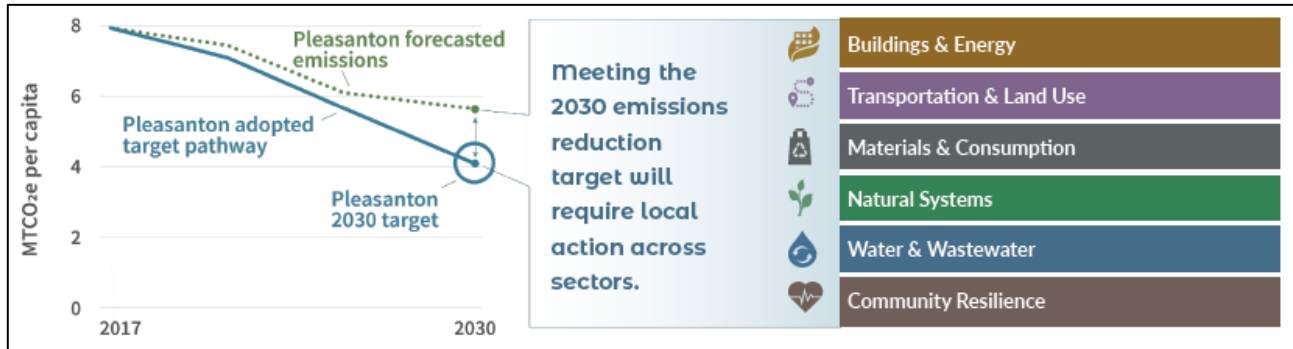 8
6
4
2
0
MTCO₂e per capita
2017
2030
Pleasanton forecasted
emissions
Pleasanton adopted
target pathway
Pleasanton
2030 target
Meeting the
2030 emissions
reduction
target will
require local
action across
sectors.
Buildings & Energy
Transportation & Land Use
Materials & Consumption
Natural Systems
Water & Wastewater
Community Resilience